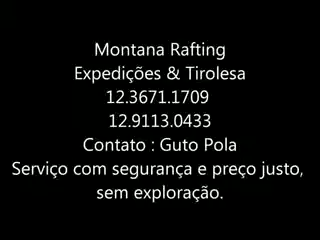 Montana Rafting
Expedições & Tirolesa
12.3671.1709
12.9113.0433
Contato : Guto Pola
Serviço com segurança e preço justo,
sem exploração.